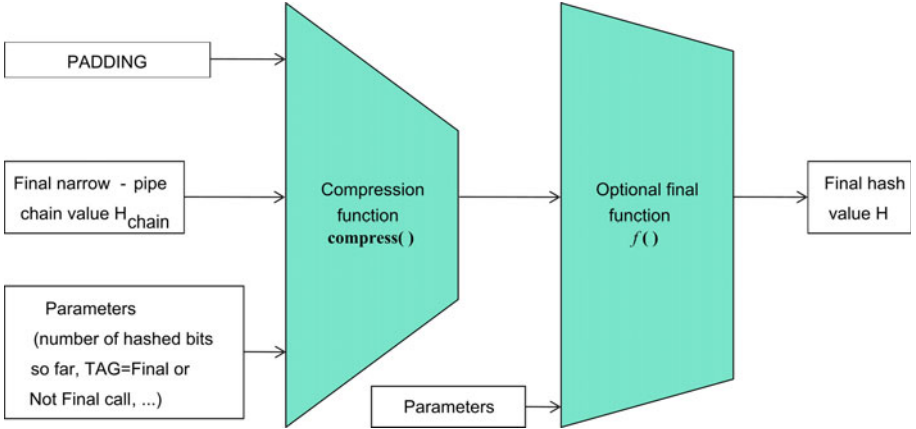 PADDING
Final narrow - pipe
chain value H_chain
Parameters
(number of hashed bits
so far, TAG=Final or
Not Final call, ...)
Compression
function
compress( )
Optional final
function
f ( )
Parameters
Final hash
value H